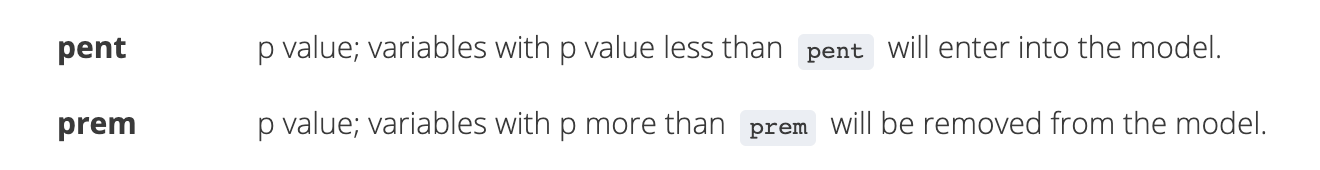 pent p value; variables with p value less than pent will enter into the model.
prem p value; variables with p more than prem will be removed from the model.